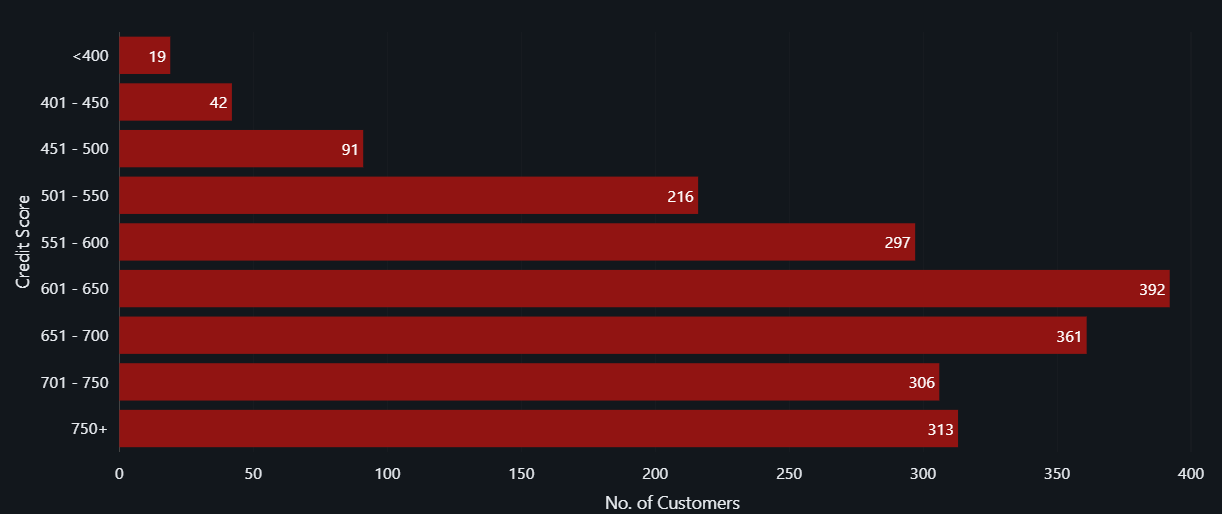 Credit Score
<400 19
401 - 450 42
451 - 500 91
501 - 550 216
551 - 600 297
601 - 650 392
651 - 700 361
701 - 750 306
750+ 313
0 50 100 150 200 250 300 350 400
No. of Customers